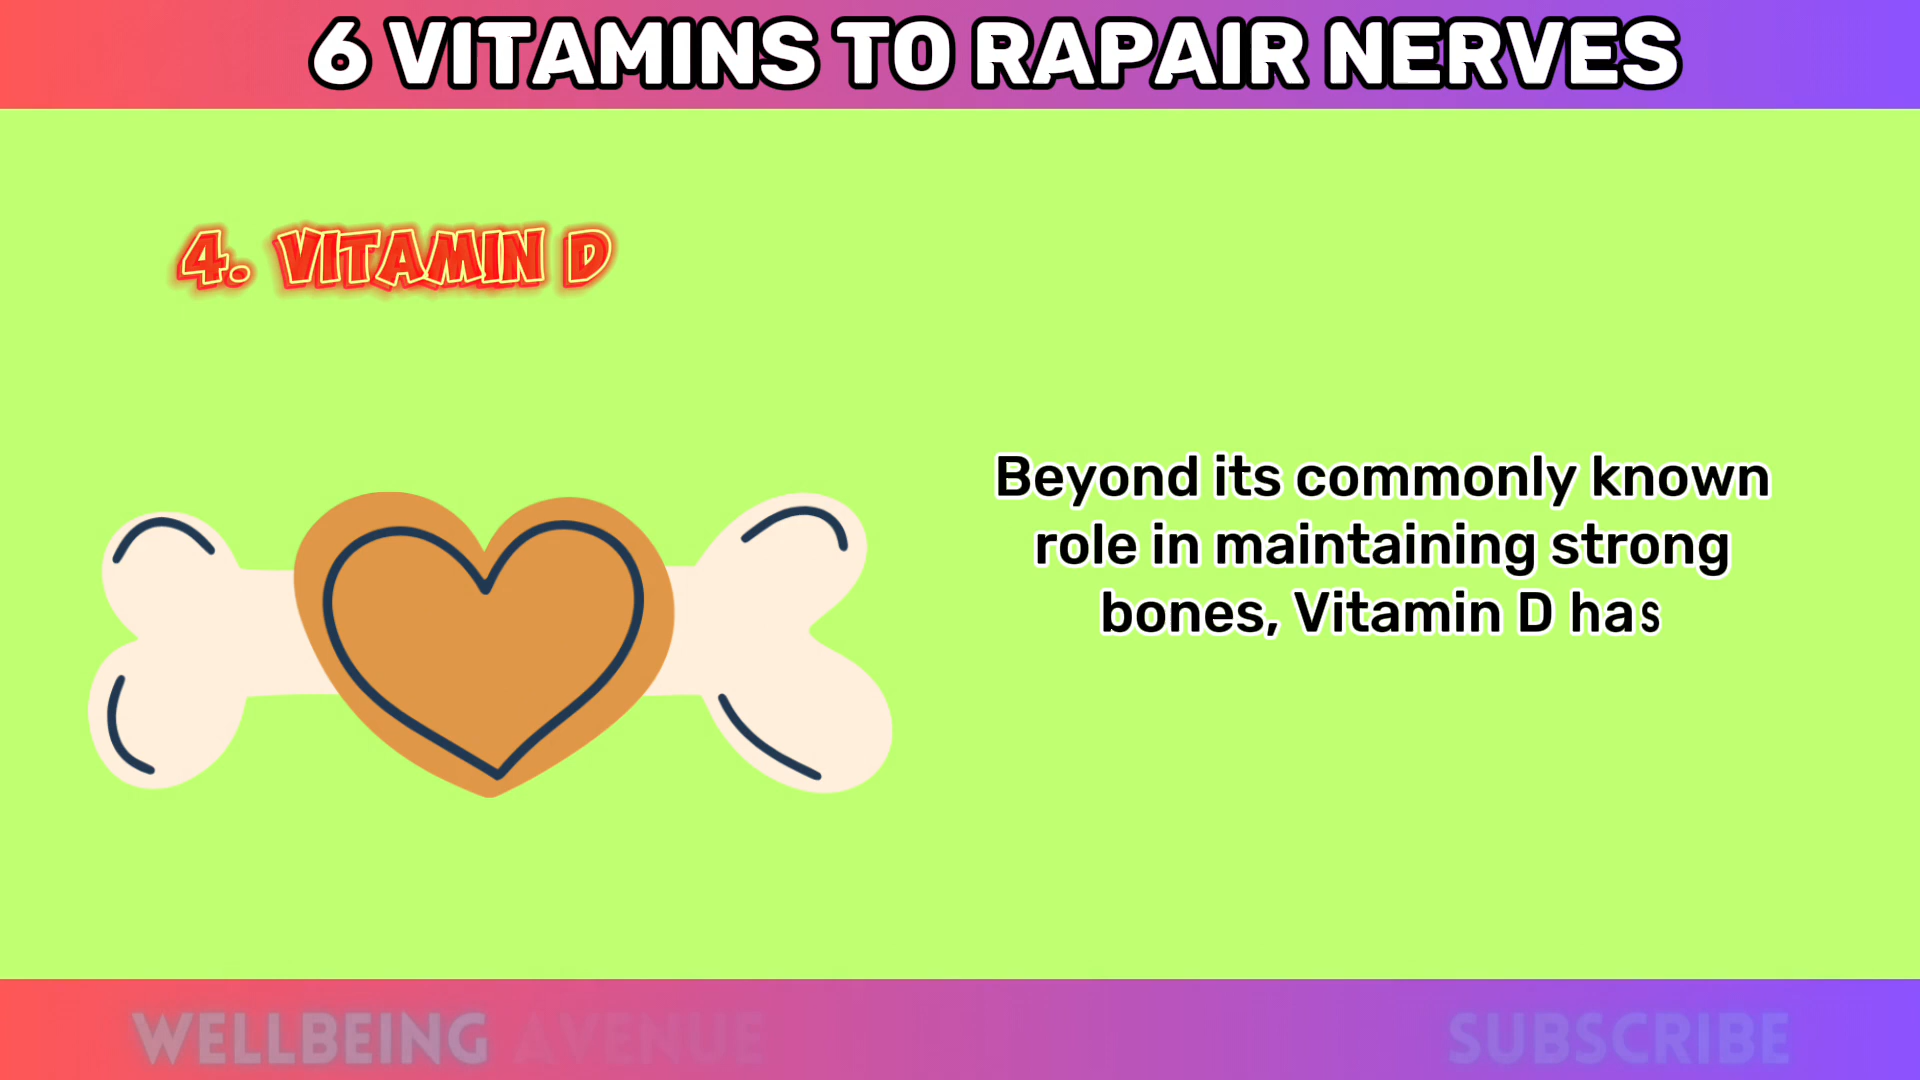 6 VITAMINS TO RAPAIR NERVES
4. VITAMIN D
Beyond its commonly known
role in maintaining strong
bones, Vitamin D has
WELLBEING AVENUE
SUBSCRIBE